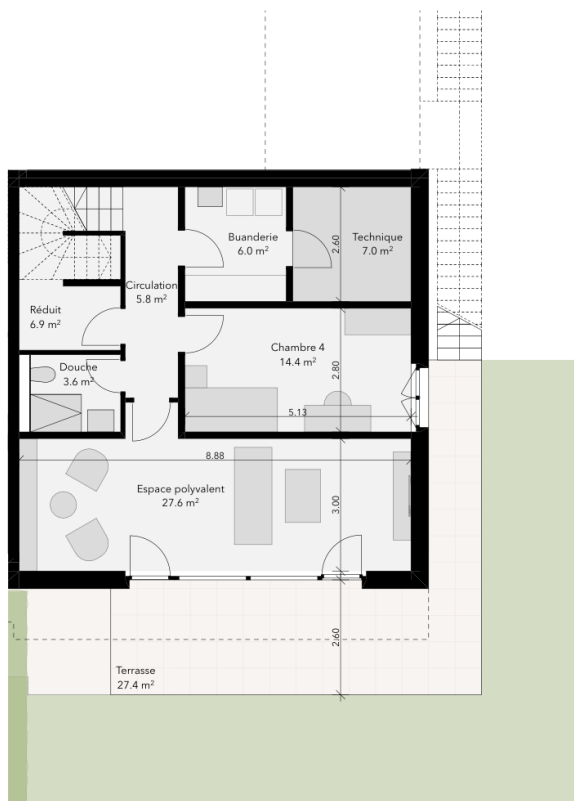 Buanderie
6.0 m²
Technique
7.0 m²
2.60
Circulation
5.8 m²
Réduit
6.9 m²
Chambre 4
14.4 m²
2.80
Douche
3.6 m²
5.13
8.88
Espace polyvalent
27.6 m²
3.00
2.60
Terrasse
27.4 m²